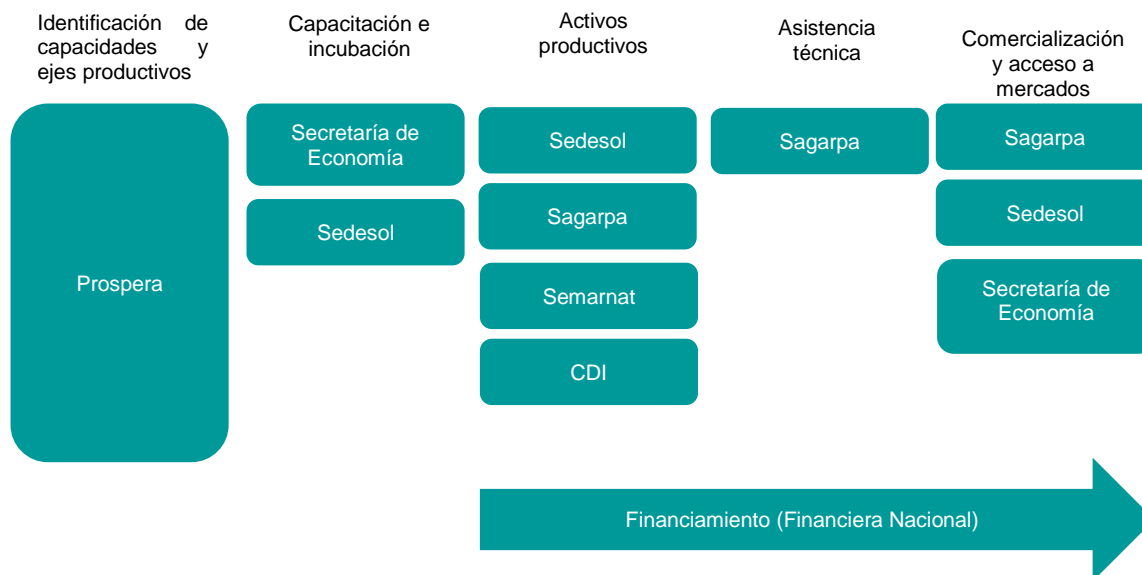 Identificación de
capacidades y
ejes productivos
Capacitación e
incubación
Activos
productivos
Asistencia
técnica
Comercialización
y acceso a
mercados
Prospera
Secretaría de
Economía
Sedesol
Sedesol
Sagarpa
Semarnat
CDI
Sagarpa
Sagarpa
Sedesol
Secretaría de
Economía
Financiamiento (Financiera Nacional)